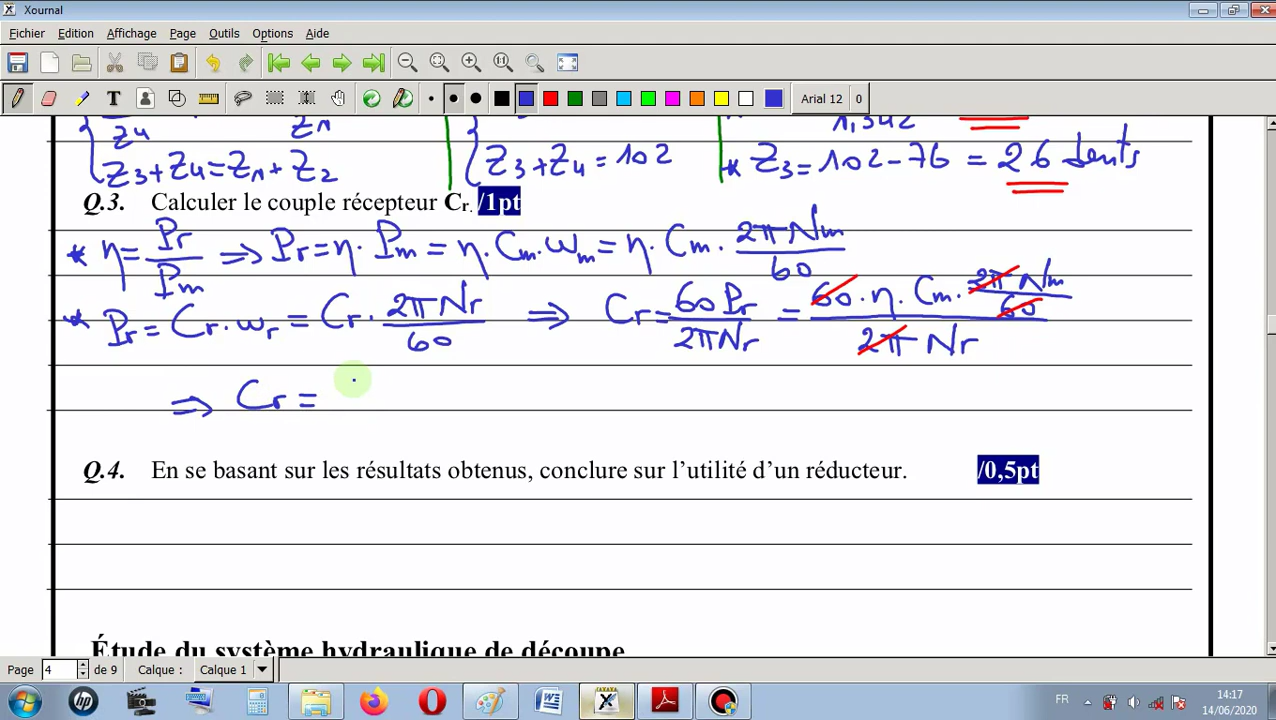 Xournal
Fichier Edition Affichage Page Outils Options Aide
Arial 12 0
z4 zn 1,342
Z3+Z4=Zn+Z2 Z3+Z4=102 * Z3=102-76 = 26 dents
Q.3. Calculer le couple récepteur Cr. /1pt
* η=Pr/Pm ⇒ Pr=η·Pm=η.Cm.ωm=η.Cm.2πNm/60
* Pr=Cr.ωr=Cr.2πNr/60 ⇒ Cr=60Pr/2πNr=60.η.Cm.2πNm/60/2πNr
⇒ Cr=
Q.4. En se basant sur les résultats obtenus, conclure sur l’utilité d’un réducteur. /0,5pt
Étude du système hydraulique de découpe
Page 4 de 9 Calque : Calque 1
FR 14:17
14/06/2020